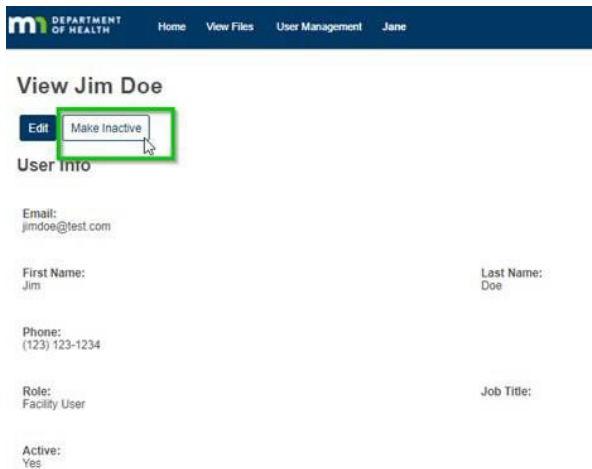 DEPARTMENT
OF HEALTH
Home View Files User Management Jane
View Jim Doe
Edit Make Inactive
User Info
Email:
jimdoe@test.com
First Name: Last Name:
Jim Doe
Phone:
(123) 123-1234
Role: Job Title:
Facility User
Active:
Yes